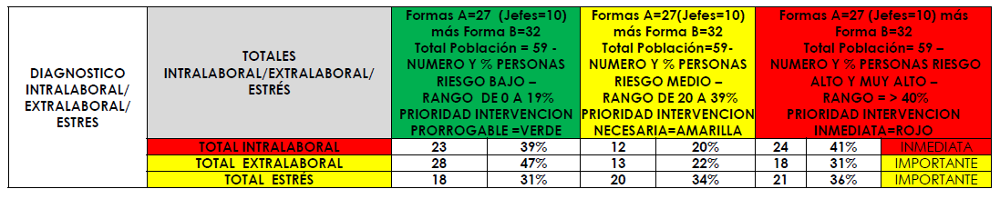 DIAGNOSTICO
INTRALABORAL/
EXTRALABORAL/
ESTRES
TOTALES
INTRALABORAL/EXTRALABORAL/
ESTRÉS
Formas A=27 (Jefes=10)
más Forma B=32
Total Población = 59 -
NUMERO Y % PERSONAS
RIESGO BAJO –
RANGO DE 0 A 19%
PRIORIDAD INTERVENCION
PRORROGABLE =VERDE
Formas A=27(Jefes=10)
más Forma B=32
Total Población=59-
NUMERO Y % PERSONAS
RIESGO MEDIO –
RANGO DE 20 A 39%
PRIORIDAD INTERVENCION
NECESARIA=AMARILLA
Formas A=27 (Jefes=10) más
Forma B=32
Total Población= 59 –
NUMERO Y % PERSONAS RIESGO
ALTO Y MUY ALTO –
RANGO = > 40%
PRIORIDAD INTERVENCION
INMEDIATA=ROJO
TOTAL INTRALABORAL 23 39% 12 20% 24 41% INMEDIATA
TOTAL EXTRALABORAL 28 47% 13 22% 18 31% IMPORTANTE
TOTAL ESTRÉS 18 31% 20 34% 21 36% IMPORTANTE